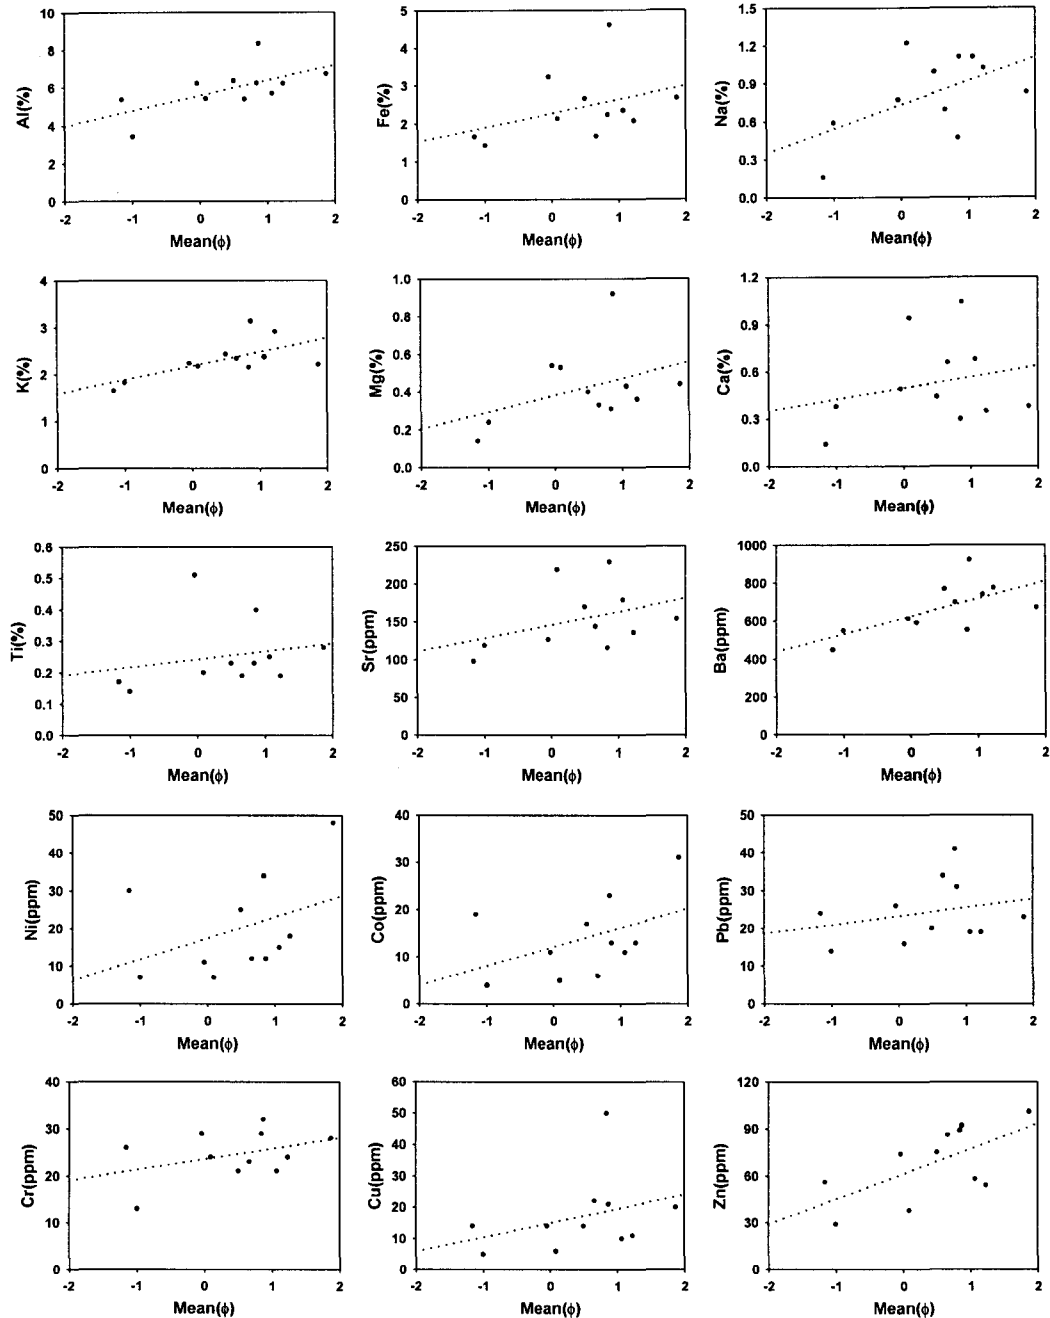 Al(%)
10
8
6
4
2
0
-2 -1 0 1 2
Mean(ϕ)
Fe(%)
5
4
3
2
1
0
-2 -1 0 1 2
Mean(ϕ)
Na(%)
1.5
1.2
0.9
0.6
0.3
0.0
-2 -1 0 1 2
Mean(ϕ)
K(%)
4
3
2
1
0
-2 -1 0 1 2
Mean(ϕ)
Mg(%)
1.0
0.8
0.6
0.4
0.2
0.0
-2 -1 0 1 2
Mean(ϕ)
Ca(%)
1.2
0.9
0.6
0.3
0.0
-2 -1 0 1 2
Mean(ϕ)
Ti(%)
0.6
0.5
0.4
0.3
0.2
0.1
0.0
-2 -1 0 1 2
Mean(ϕ)
Sr(ppm)
250
200
150
100
50
0
-2 -1 0 1 2
Mean(ϕ)
Ba(ppm)
1000
800
600
400
200
0
-2 -1 0 1 2
Mean(ϕ)
Ni(ppm)
50
40
30
20
10
0
-2 -1 0 1 2
Mean(ϕ)
Co(ppm)
40
30
20
10
0
-2 -1 0 1 2
Mean(ϕ)
Pb(ppm)
50
40
30
20
10
0
-2 -1 0 1 2
Mean(ϕ)
Cr(ppm)
40
30
20
10
0
-2 -1 0 1 2
Mean(ϕ)
Cu(ppm)
60
50
40
30
20
10
0
-2 -1 0 1 2
Mean(ϕ)
Zn(ppm)
120
90
60
30
0
-2 -1 0 1 2
Mean(ϕ)